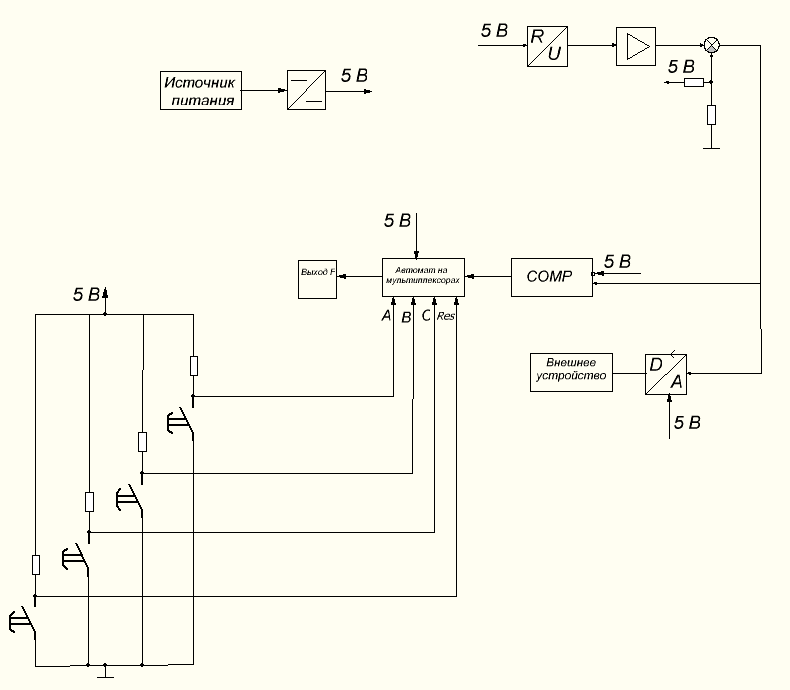 5 В
R
U
Источник
питания
5 В
5 В
5 В
Выход F
Автомат на
мультиплексорах
COMP
5 В
A
B
C
Res
5 В
Внешнее
устройство
D
A
5 В